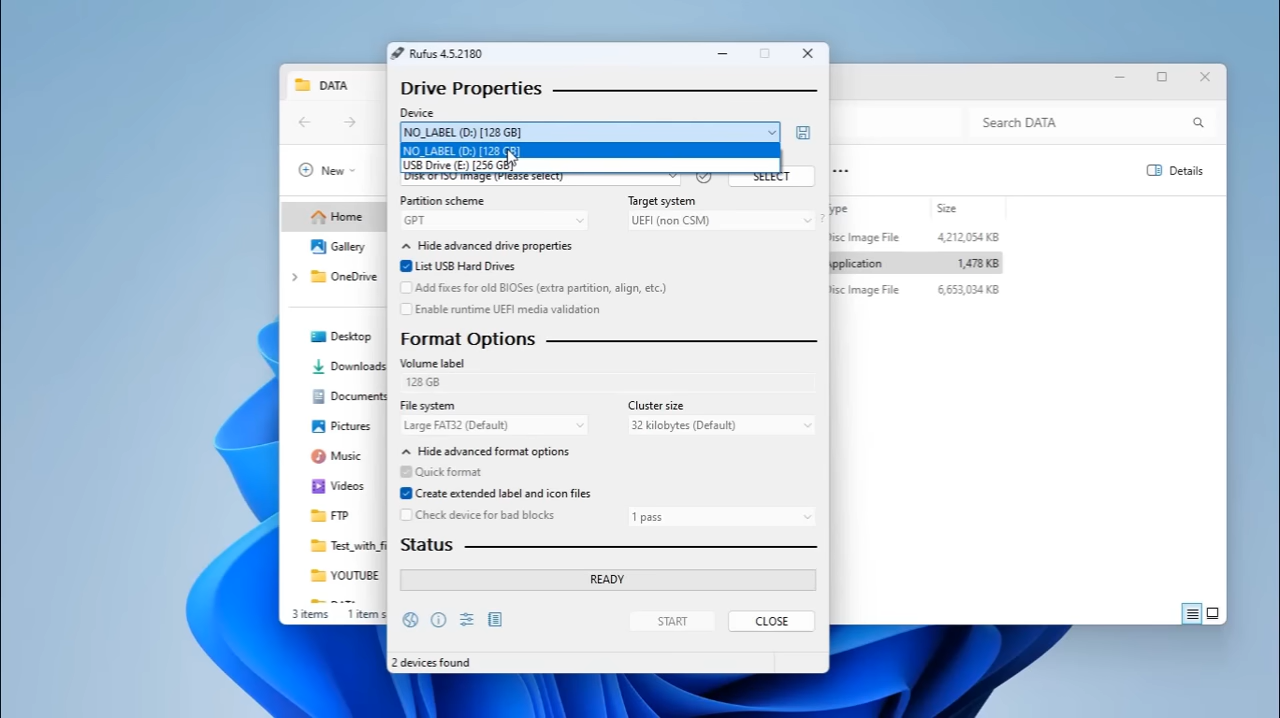 Rufus 4.5.2180
DATA
Drive Properties
Device
NO_LABEL (D:) [128 GB]
NO_LABEL (D:) [128 GB]
USB Drive (E:) [256 GB]
Disk or ISO image (Please select)
SELECT
Partition scheme
Target system
GPT
UEFI (non CSM)
?
Hide advanced drive properties
List USB Hard Drives
Add fixes for old BIOSes (extra partition, align, etc.)
Enable runtime UEFI media validation
Format Options
Volume label
128 GB
File system
Cluster size
Large FAT32 (Default)
32 kilobytes (Default)
Hide advanced format options
Quick format
Create extended label and icon files
Check device for bad blocks
1 pass
Status
READY
START
CLOSE
2 devices found
Search DATA
New
Details
Home
Gallery
OneDrive
Desktop
Downloads
Documents
Pictures
Music
Videos
FTP
Test_with_fi
YOUTUBE
3 items
1 item s
ype
Size
Disc Image File
4,212,054 KB
Application
1,478 KB
Disc Image File
6,653,034 KB